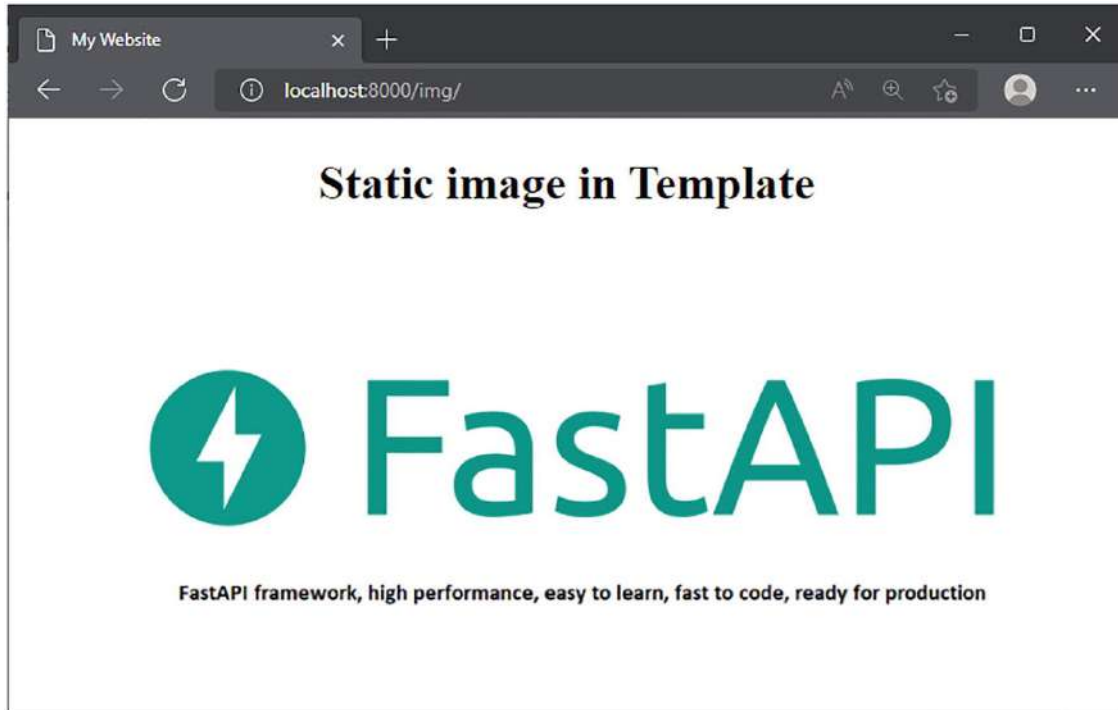 My Website
localhost:8000/img/
Static image in Template
FastAPI
FastAPI framework, high performance, easy to learn, fast to code, ready for production